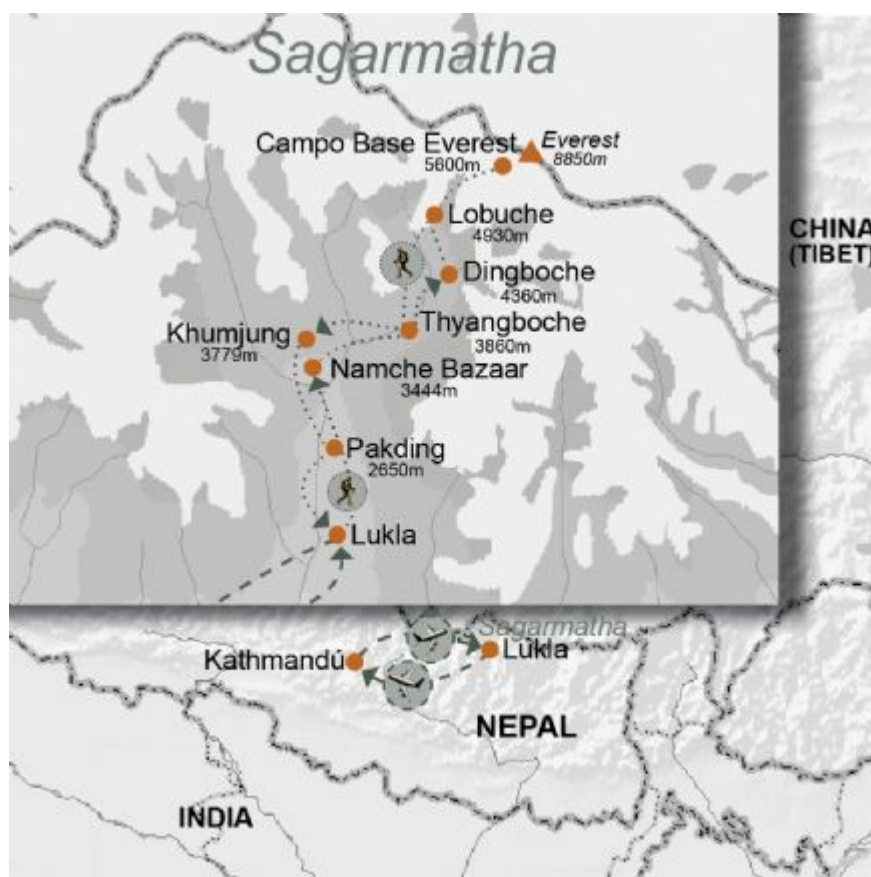 Sagarmatha
Campo Base Everest
5600m
Everest
8850m
Lobuche
4930m
CHINA
(TIBET)
Dingboche
4360m
Thyangboche
3860m
Khumjung
3779m
Namche Bazaar
3444m
Pakding
2650m
Lukla
Sagarmatha
Kathmandú
Lukla
NEPAL
INDIA